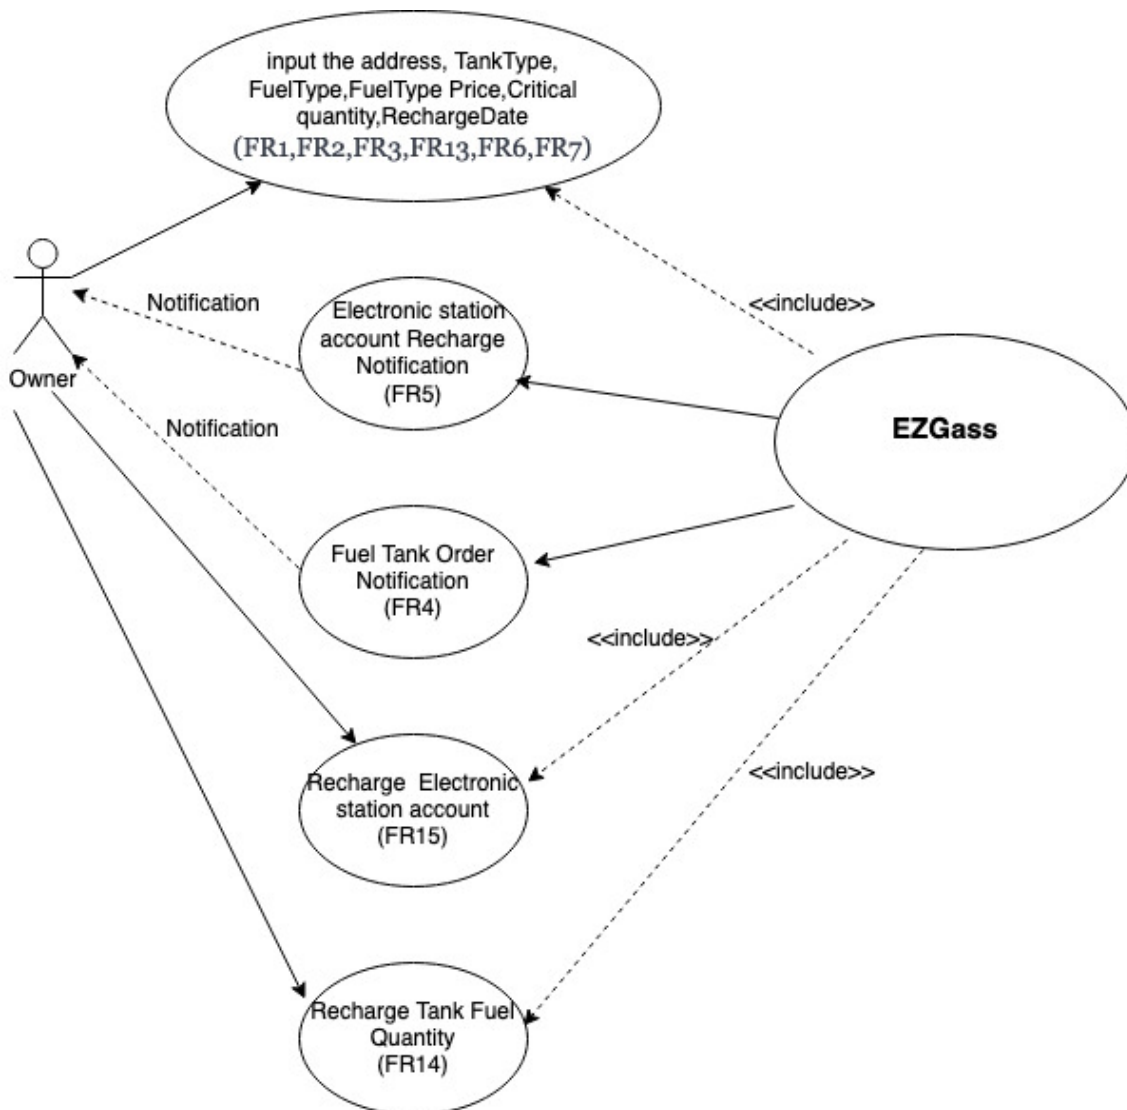 input the address, TankType,
FuelType,FuelType Price,Critical
quantity,RechargeDate
(FR1,FR2,FR3,FR13,FR6,FR7)
Notification
Electronic station
account Recharge
Notification
(FR5)
<<include>>
Owner
Notification
EZGass
Fuel Tank Order
Notification
(FR4)
<<include>>
Recharge Electronic
station account
(FR15)
<<include>>
Recharge Tank Fuel
Quantity
(FR14)